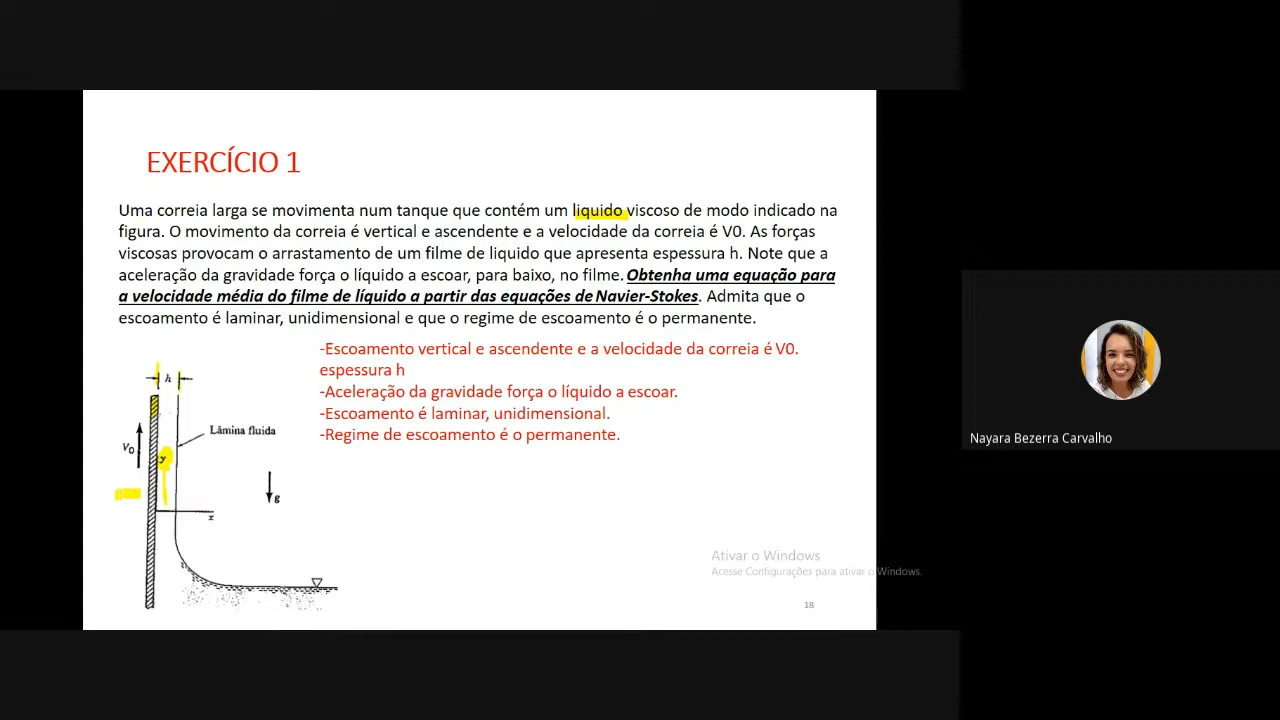 EXERCÍCIO 1
Uma correia larga se movimenta num tanque que contém um liquido viscoso de modo indicado na
figura. O movimento da correia é vertical e ascendente e a velocidade da correia é V0. As forças
viscosas provocam o arrastamento de um filme de liquido que apresenta espessura h. Note que a
aceleração da gravidade força o líquido a escoar, para baixo, no filme. Obtenha uma equação para
a velocidade média do filme de líquido a partir das equações de Navier-Stokes. Admita que o
escoamento é laminar, unidimensional e que o regime de escoamento é o permanente.
-Escoamento vertical e ascendente e a velocidade da correia é V0.
espessura h
-Aceleração da gravidade força o líquido a escoar.
-Escoamento é laminar, unidimensional.
-Regime de escoamento é o permanente.
h
Lâmina fluida
V0
y
g
x
Ativar o Windows
Acesse Configurações para ativar o Windows.
18
Nayara Bezerra Carvalho